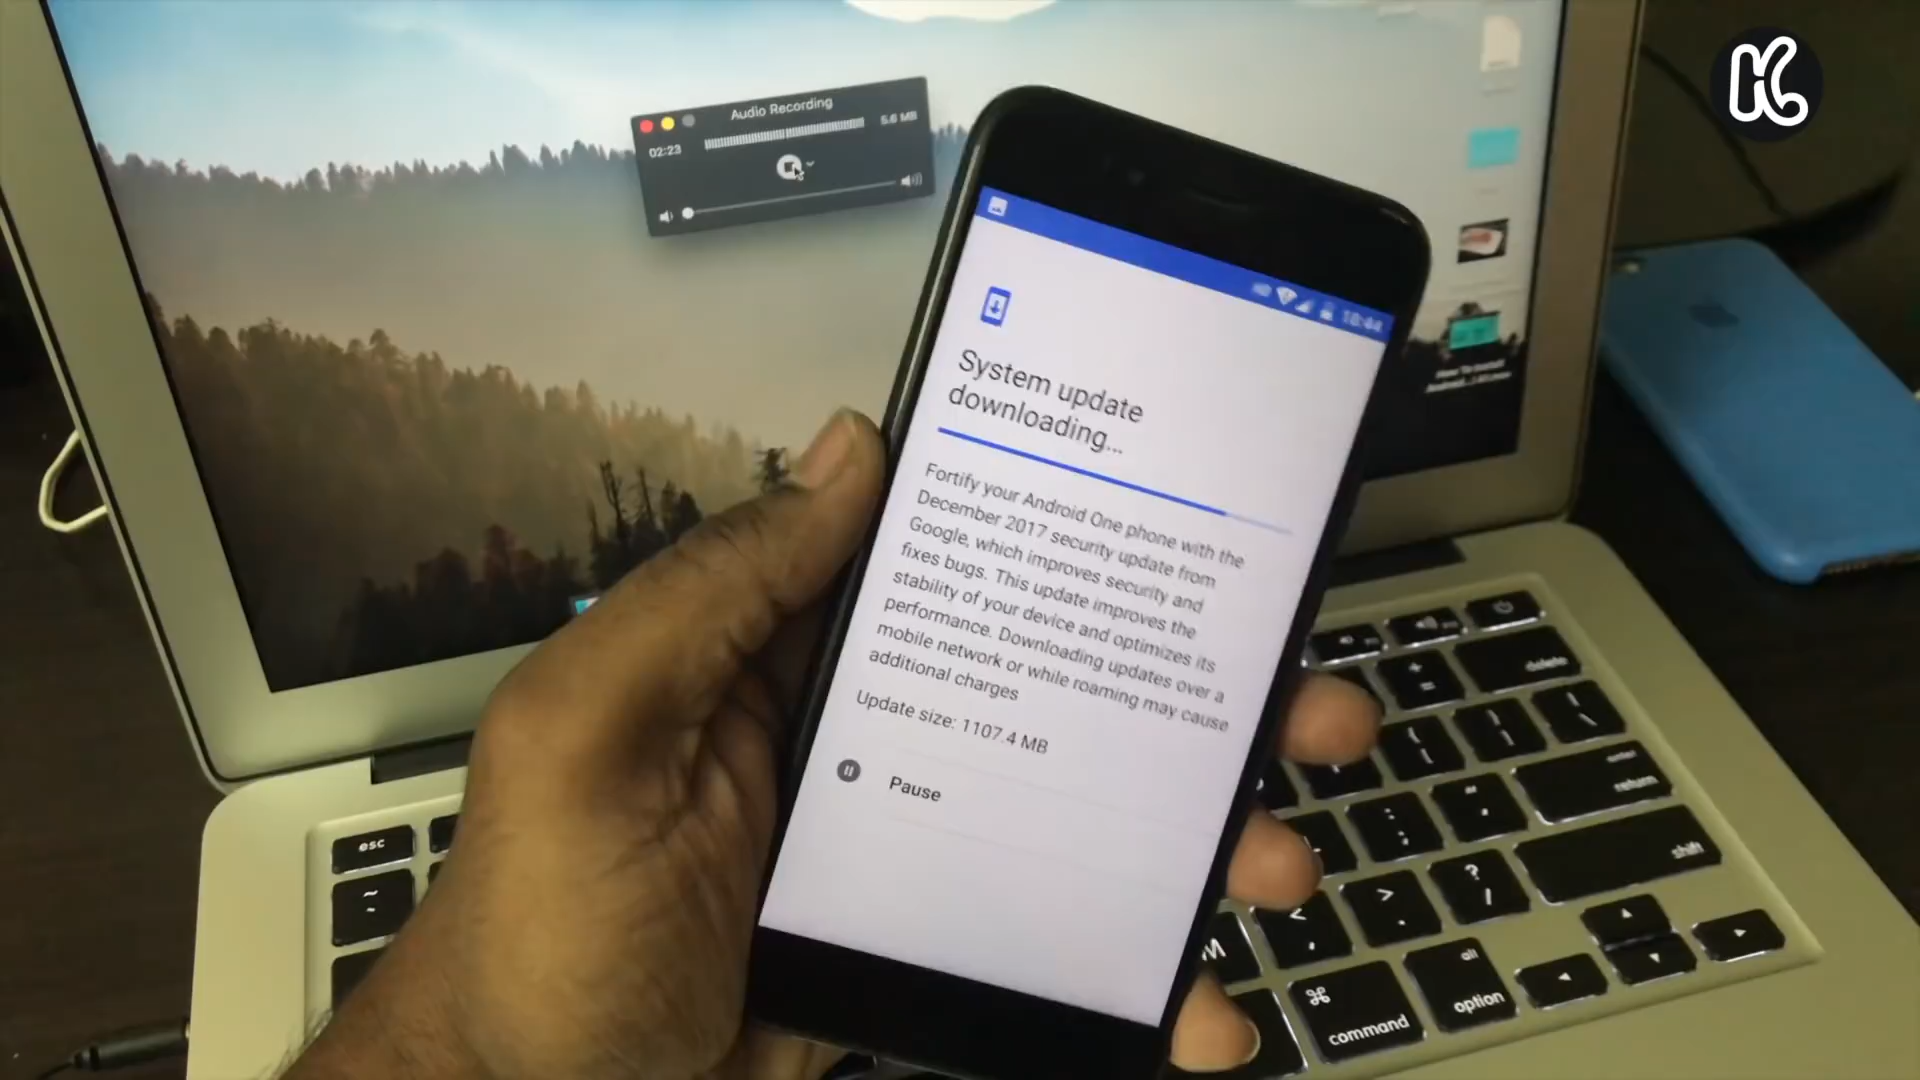 Audio Recording
02:23
5.6 MB
18:44
System update
downloading...
Fortify your Android One phone with the
December 2017 security update from
Google, which improves security and
fixes bugs. This update improves the
stability of your device and optimizes its
performance. Downloading updates over a
mobile network or while roaming may cause
additional charges
Update size: 1107.4 MB
Pause
esc
~
delete
+
=
enter
return
shift
?
/
>
.
<
,
M
⌘
command
alt
option